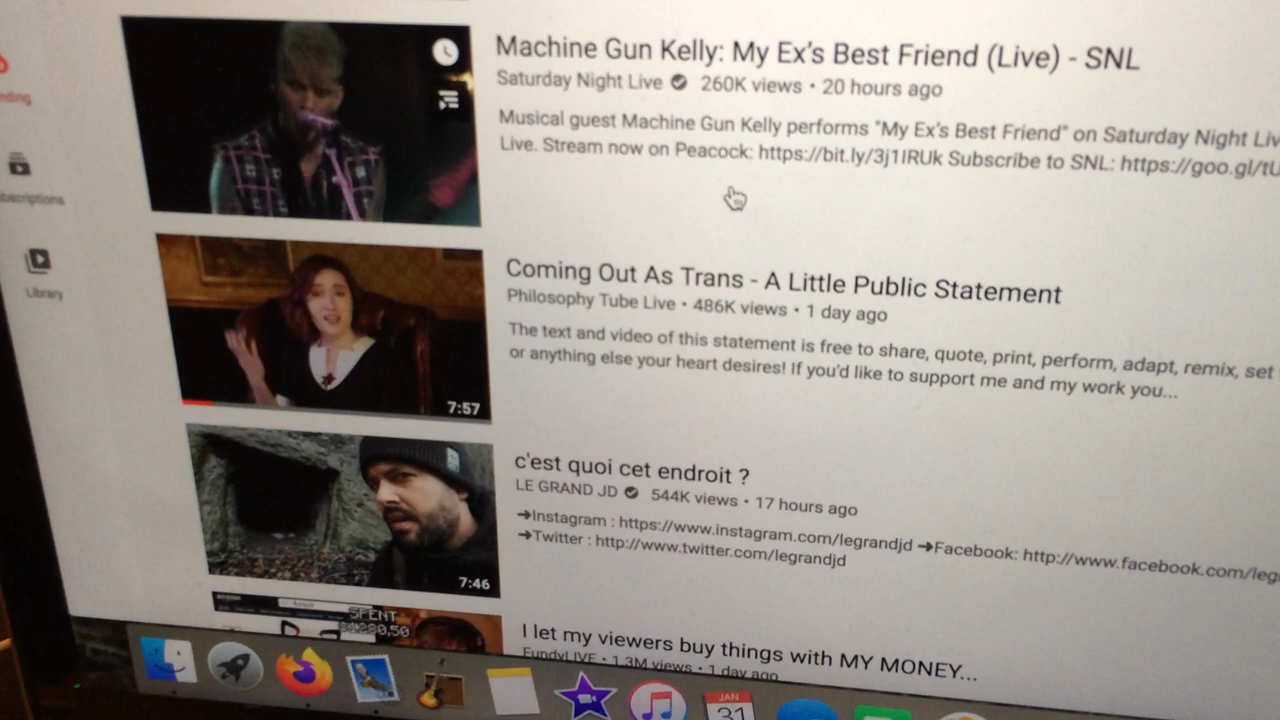 Machine Gun Kelly: My Ex's Best Friend (Live) - SNL
Saturday Night Live 260K views • 20 hours ago
Musical guest Machine Gun Kelly performs "My Ex's Best Friend" on Saturday Night Liv
Live. Stream now on Peacock: https://bit.ly/3j1IRUk Subscribe to SNL: https://goo.gl/tU
nding
bscriptions
Library
Coming Out As Trans - A Little Public Statement
Philosophy Tube Live • 486K views • 1 day ago
The text and video of this statement is free to share, quote, print, perform, adapt, remix, set
or anything else your heart desires! If you'd like to support me and my work you...
7:57
c'est quoi cet endroit ?
LE GRAND JD 544K views • 17 hours ago
➔Instagram : https://www.instagram.com/legrandjd ➔Facebook: http://www.facebook.com/leg
➔Twitter : http://www.twitter.com/legrandjd
7:46
amazon
SPENT
$1280,50
I let my viewers buy things with MY MONEY...
FundyLIVE • 1.3M views • 1 day ago
JAN
31